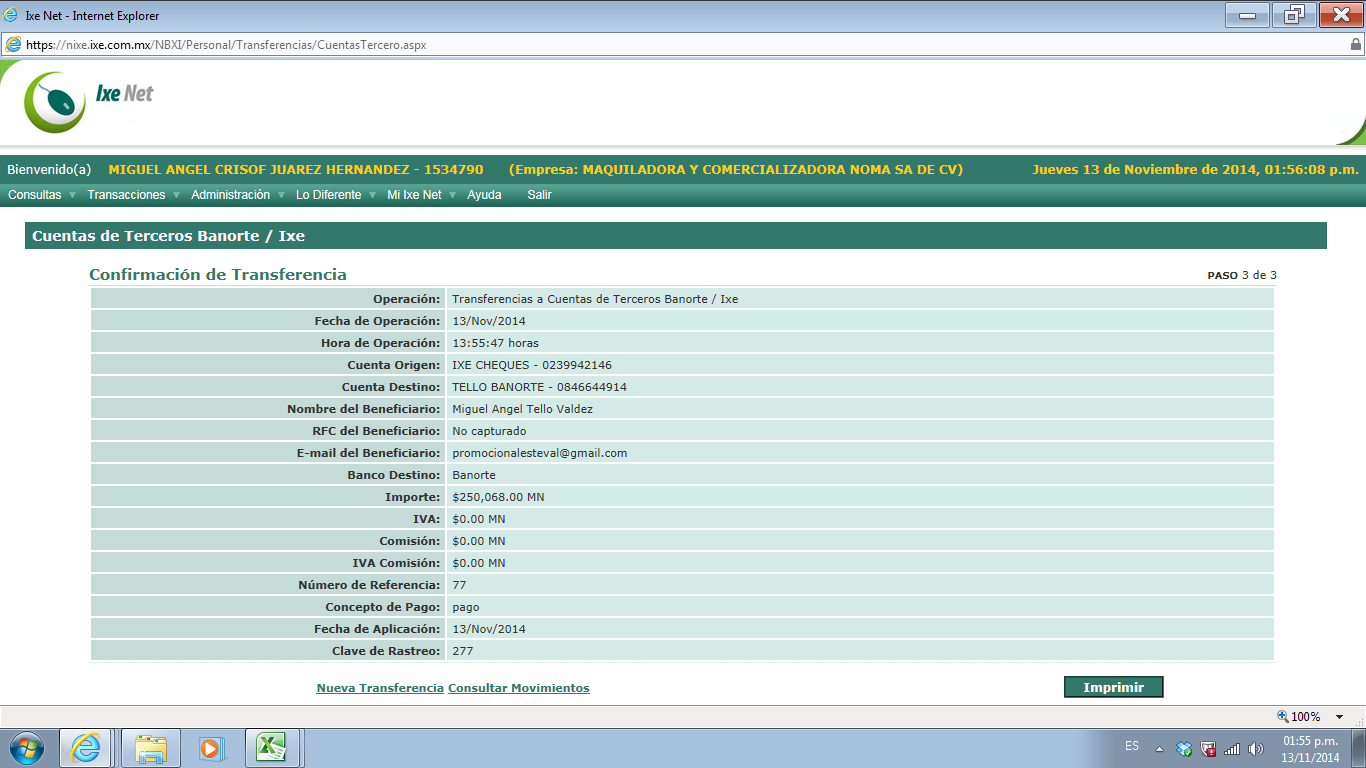 Ixe Net - Internet Explorer
https://nixe.ixe.com.mx/NBXI/Personal/Transferencias/CuentasTercero.aspx
Ixe Net
Bienvenido(a) MIGUEL ANGEL CRISOF JUAREZ HERNANDEZ - 1534790 (Empresa: MAQUILADORA Y COMERCIALIZADORA NOMA SA DE CV) Jueves 13 de Noviembre de 2014, 01:56:08 p.m.
Consultas Transacciones Administración Lo Diferente Mi Ixe Net Ayuda Salir
Cuentas de Terceros Banorte / Ixe
Confirmación de Transferencia PASO 3 de 3
Operación: Transferencias a Cuentas de Terceros Banorte / Ixe
Fecha de Operación: 13/Nov/2014
Hora de Operación: 13:55:47 horas
Cuenta Origen: IXE CHEQUES - 0239942146
Cuenta Destino: TELLO BANORTE - 0846644914
Nombre del Beneficiario: Miguel Angel Tello Valdez
RFC del Beneficiario: No capturado
E-mail del Beneficiario: promocionalesteval@gmail.com
Banco Destino: Banorte
Importe: $250,068.00 MN
IVA: $0.00 MN
Comisión: $0.00 MN
IVA Comisión: $0.00 MN
Número de Referencia: 77
Concepto de Pago: pago
Fecha de Aplicación: 13/Nov/2014
Clave de Rastreo: 277
Nueva Transferencia Consultar Movimientos Imprimir
100%
ES 01:55 p.m.
13/11/2014